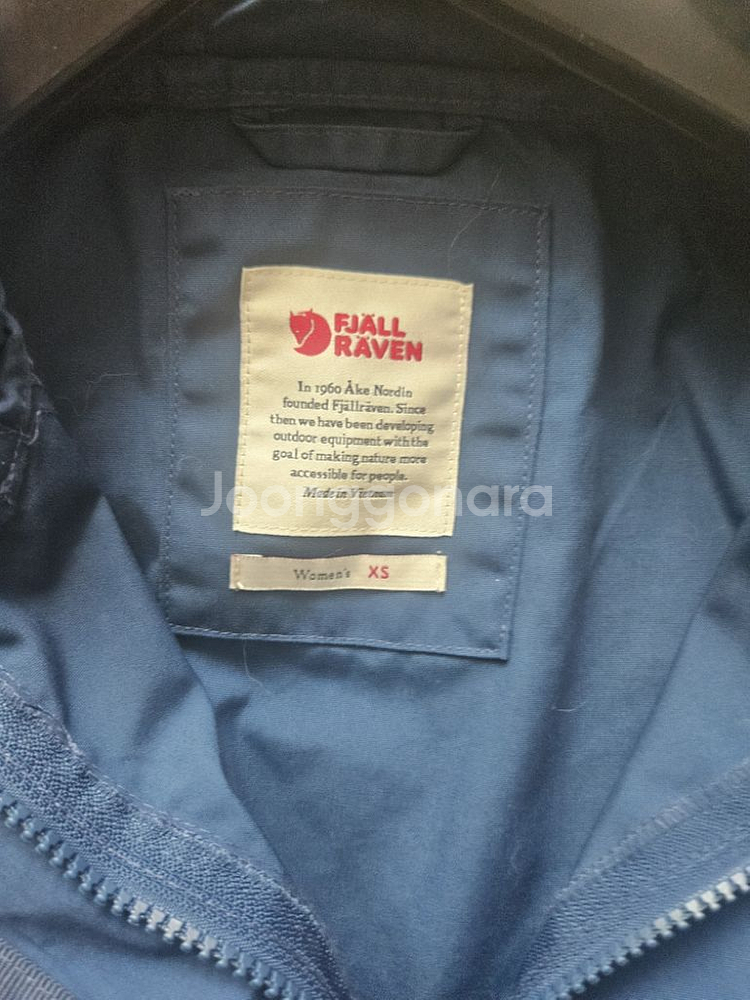 FJÄLL
RÄVEN
In 1960 Åke Nordin
founded Fjällräven. Since
then we have been developing
outdoor equipment with the
goal of making nature more
accessible for people.
Made in Vietnam
Joonggonara
Women's XS